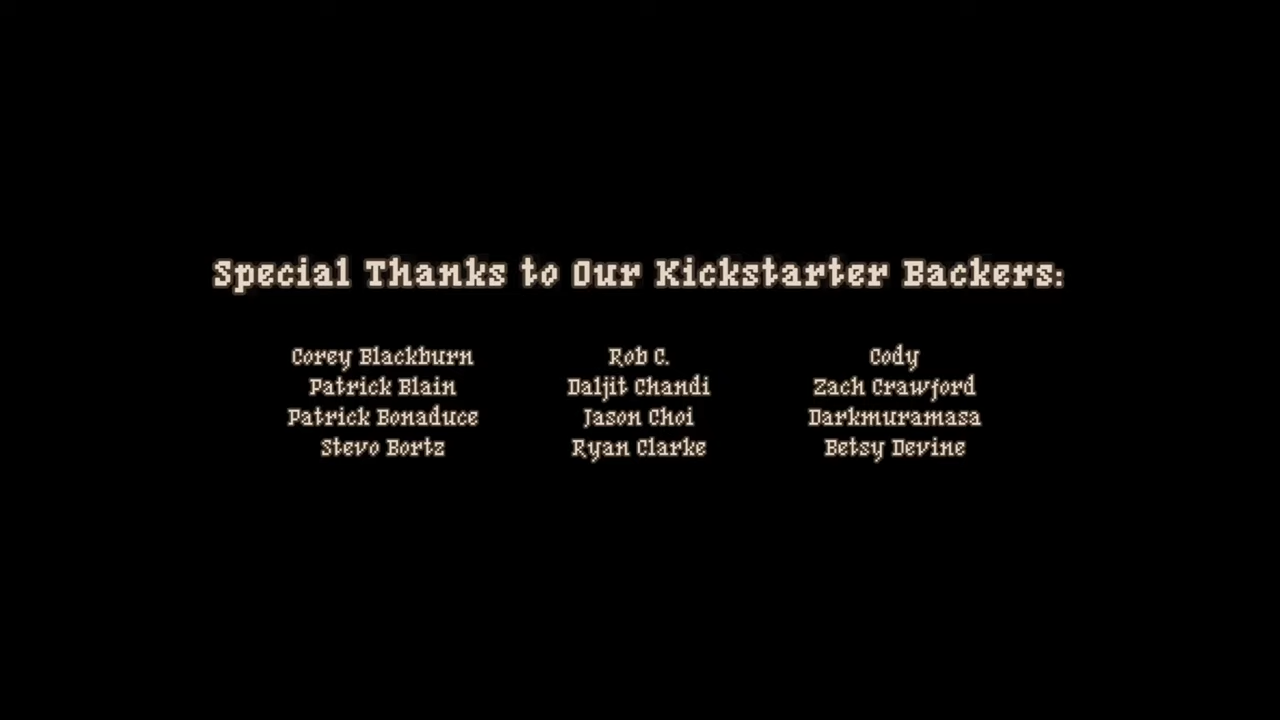 Special Thanks to Our Kickstarter Backers:
Corey Blackburn
Patrick Blain
Patrick Bonaduce
Stevo Bortz
Rob C.
Daljit Chandi
Jason Choi
Ryan Clarke
Cody
Zach Crawford
Darkmuramasa
Betsy Devine